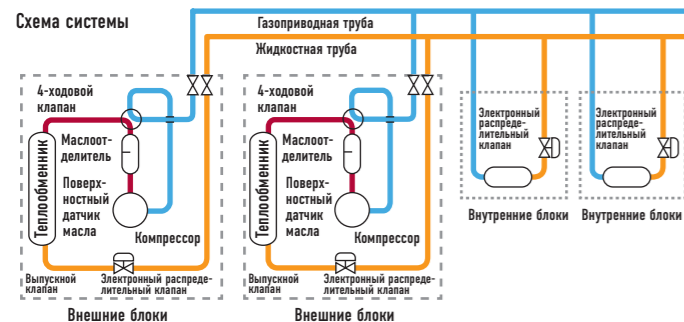 Схема системы
Газоприводная труба
Жидкостная труба
4-ходовой
клапан
Маслоот-
делитель
Поверх-
ностный
датчик
масла
Теплообменник
Компрессор
Выпускной
клапан
Электронный распреде-
лительный клапан
Внешние блоки
4-ходовой
клапан
Маслоот-
делитель
Поверх-
ностный
датчик
масла
Теплообменник
Компрессор
Выпускной
клапан
Электронный распреде-
лительный клапан
Внешние блоки
Электронный
распреде-
лительный
клапан
Внутренние блоки
Электронный
распреде-
лительный
клапан
Внутренние блоки